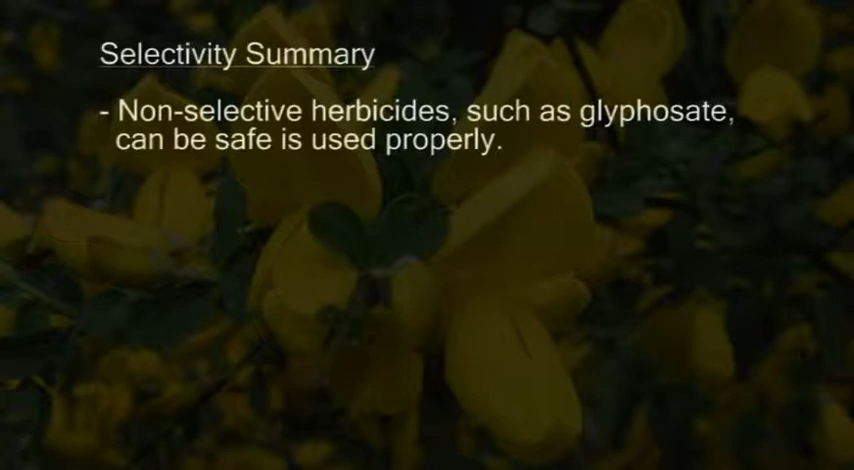 Selectivity Summary
- Non-selective herbicides, such as glyphosate,
can be safe is used properly.